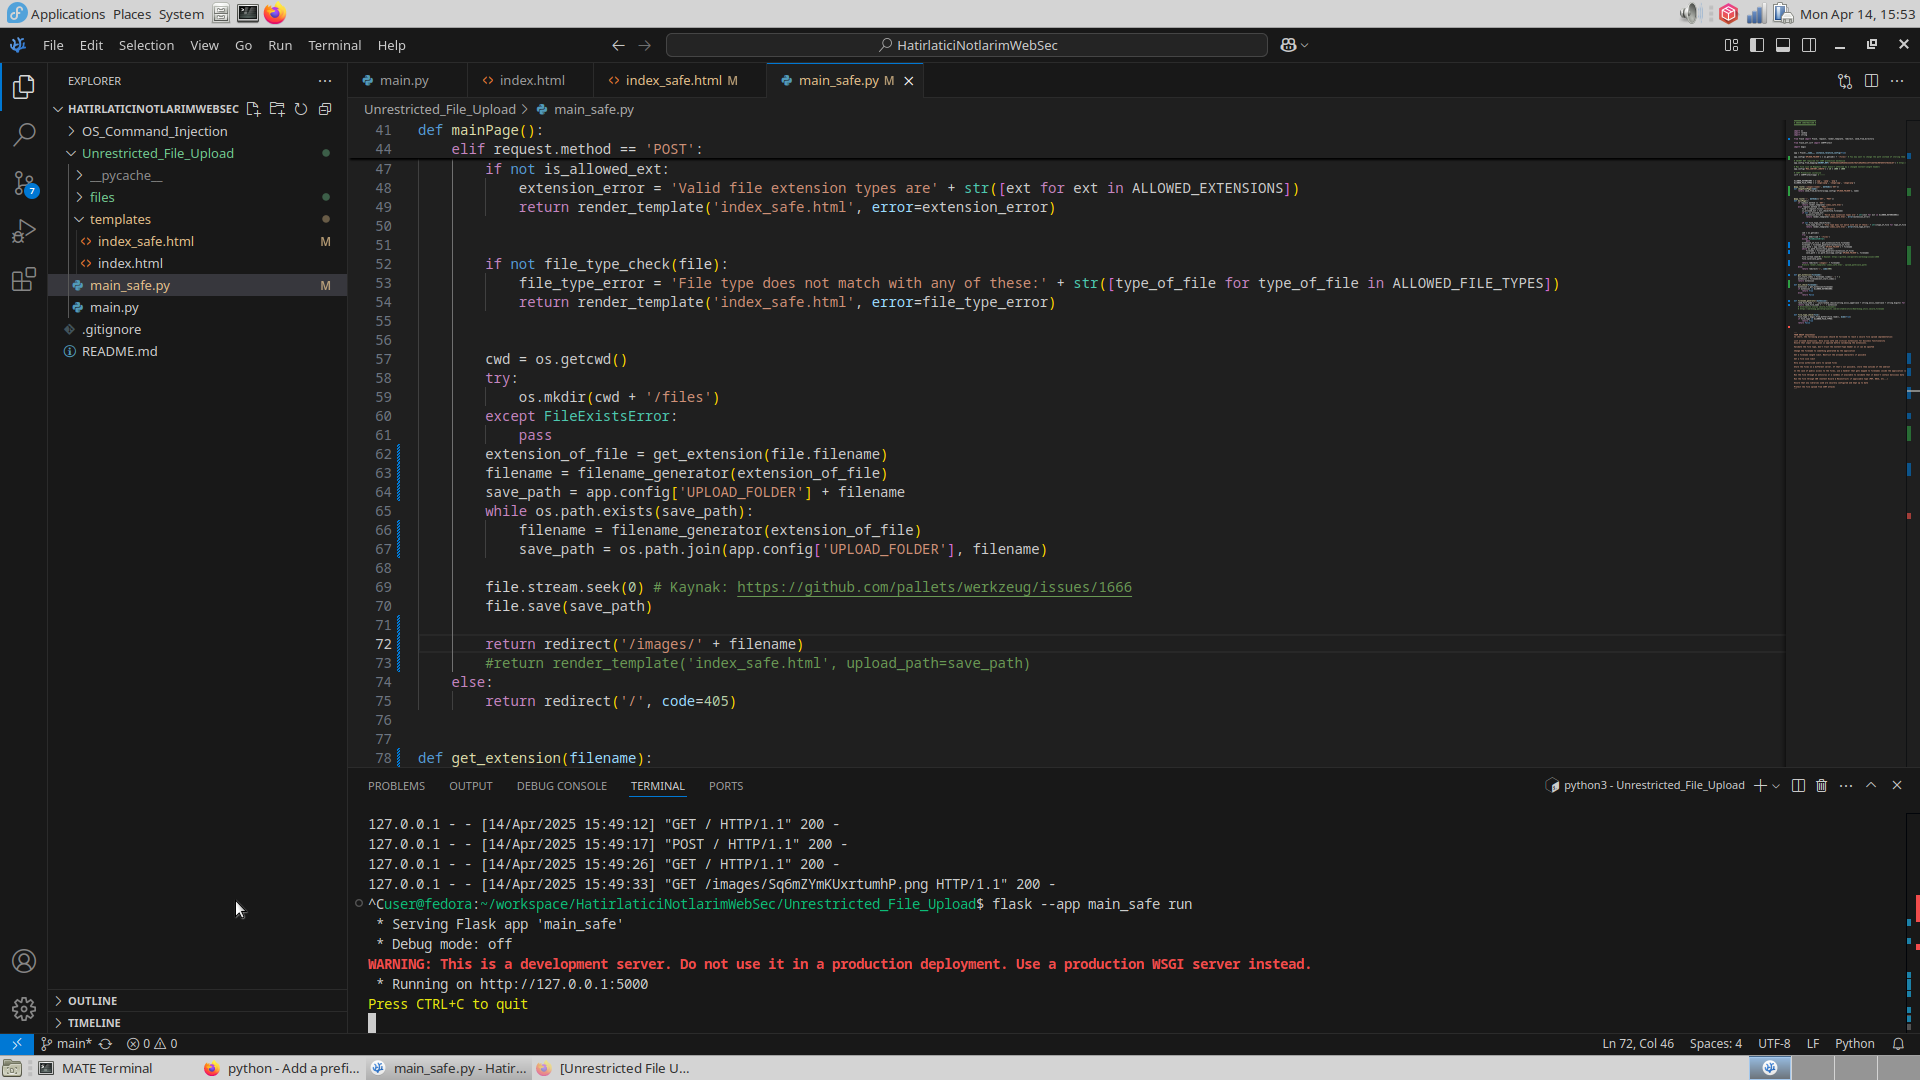 Applications Places System Mon Apr 14, 15:53
File Edit Selection View Go Run Terminal Help HatirlaticiNotlarimWebSec
EXPLORER
HATIRLATICINOTLARIMWEBSEC
OS_Command_Injection
Unrestricted_File_Upload
__pycache__
files
templates
index_safe.html M
index.html
main_safe.py M
main.py
.gitignore
README.md
7
OUTLINE
TIMELINE
main.py index.html index_safe.html M main_safe.py M
Unrestricted_File_Upload > main_safe.py
41 def mainPage():
44 elif request.method == 'POST':
47 if not is_allowed_ext:
48 extension_error = 'Valid file extension types are' + str([ext for ext in ALLOWED_EXTENSIONS])
49 return render_template('index_safe.html', error=extension_error)
50
51
52 if not file_type_check(file):
53 file_type_error = 'File type does not match with any of these:' + str([type_of_file for type_of_file in ALLOWED_FILE_TYPES])
54 return render_template('index_safe.html', error=file_type_error)
55
56
57 cwd = os.getcwd()
58 try:
59 os.mkdir(cwd + '/files')
60 except FileExistsError:
61 pass
62 extension_of_file = get_extension(file.filename)
63 filename = filename_generator(extension_of_file)
64 save_path = app.config['UPLOAD_FOLDER'] + filename
65 while os.path.exists(save_path):
66 filename = filename_generator(extension_of_file)
67 save_path = os.path.join(app.config['UPLOAD_FOLDER'], filename)
68
69 file.stream.seek(0) # Kaynak: https://github.com/pallets/werkzeug/issues/1666
70 file.save(save_path)
71
72 return redirect('/images/' + filename)
73 #return render_template('index_safe.html', upload_path=save_path)
74 else:
75 return redirect('/', code=405)
76
77
78 def get_extension(filename):
PROBLEMS OUTPUT DEBUG CONSOLE TERMINAL PORTS python3 - Unrestricted_File_Upload
127.0.0.1 - - [14/Apr/2025 15:49:12] "GET / HTTP/1.1" 200 -
127.0.0.1 - - [14/Apr/2025 15:49:17] "POST / HTTP/1.1" 200 -
127.0.0.1 - - [14/Apr/2025 15:49:26] "GET / HTTP/1.1" 200 -
127.0.0.1 - - [14/Apr/2025 15:49:33] "GET /images/Sq6mZYmKUxrtumhP.png HTTP/1.1" 200 -
^Cuser@fedora:~/workspace/HatirlaticiNotlarimWebSec/Unrestricted_File_Upload$ flask --app main_safe run
* Serving Flask app 'main_safe'
* Debug mode: off
WARNING: This is a development server. Do not use it in a production deployment. Use a production WSGI server instead.
* Running on http://127.0.0.1:5000
Press CTRL+C to quit
main* 0 0 Ln 72, Col 46 Spaces: 4 UTF-8 LF Python
MATE Terminal python - Add a prefi... main_safe.py - Hatir... [Unrestricted File U...